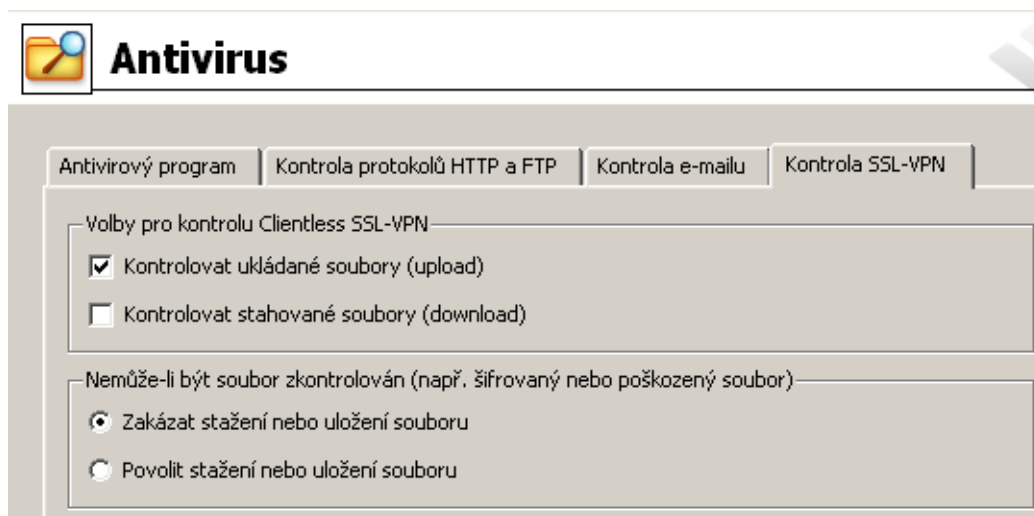 Antivirus
Antivirový program
Kontrola protokolů HTTP a FTP
Kontrola e-mailu
Kontrola SSL-VPN
Volby pro kontrolu Clientless SSL-VPN
Kontrolovat ukládané soubory (upload)
Kontrolovat stahované soubory (download)
Nemůže-li být soubor zkontrolován (např. šifrovaný nebo poškozený soubor)
Zakázat stažení nebo uložení souboru
Povolit stažení nebo uložení souboru